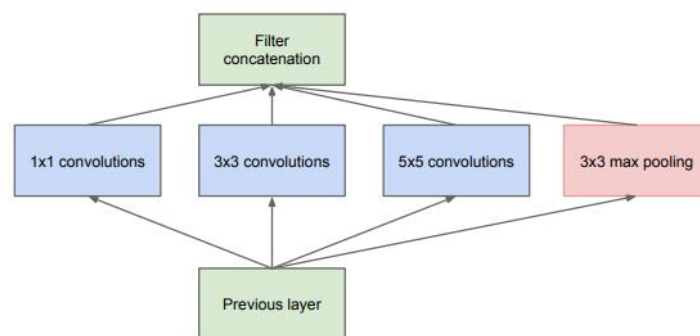 Filter
concatenation
1x1 convolutions
3x3 convolutions
5x5 convolutions
3x3 max pooling
Previous layer